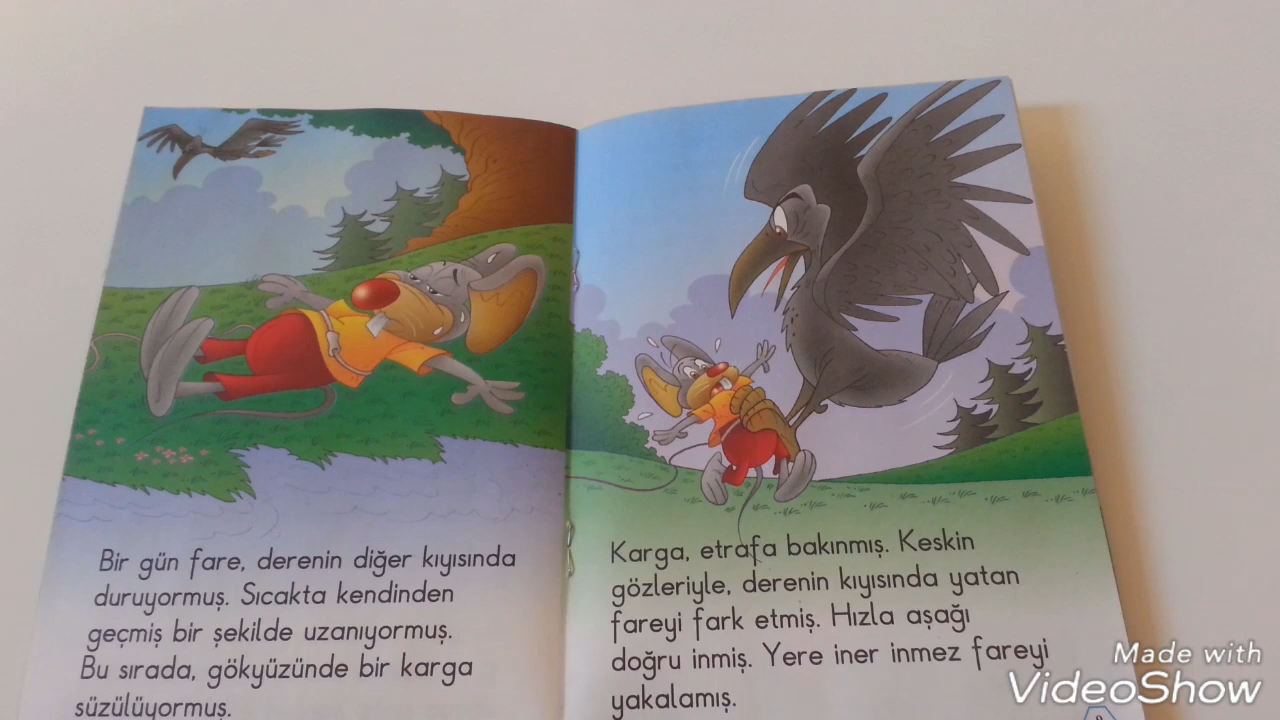 Bir gün fare, derenin diğer kıyısında
duruyormuş. Sıcakta kendinden
geçmiş bir şekilde uzanıyormuş.
Bu sırada, gökyüzünde bir karga
süzülüyormuş.
Karga, etrafa bakınmış. Keskin
gözleriyle, derenin kıyısında yatan
fareyi fark etmiş. Hızla aşağı
doğru inmiş. Yere iner inmez fareyi
yakalamış.
Made with
VideoShow